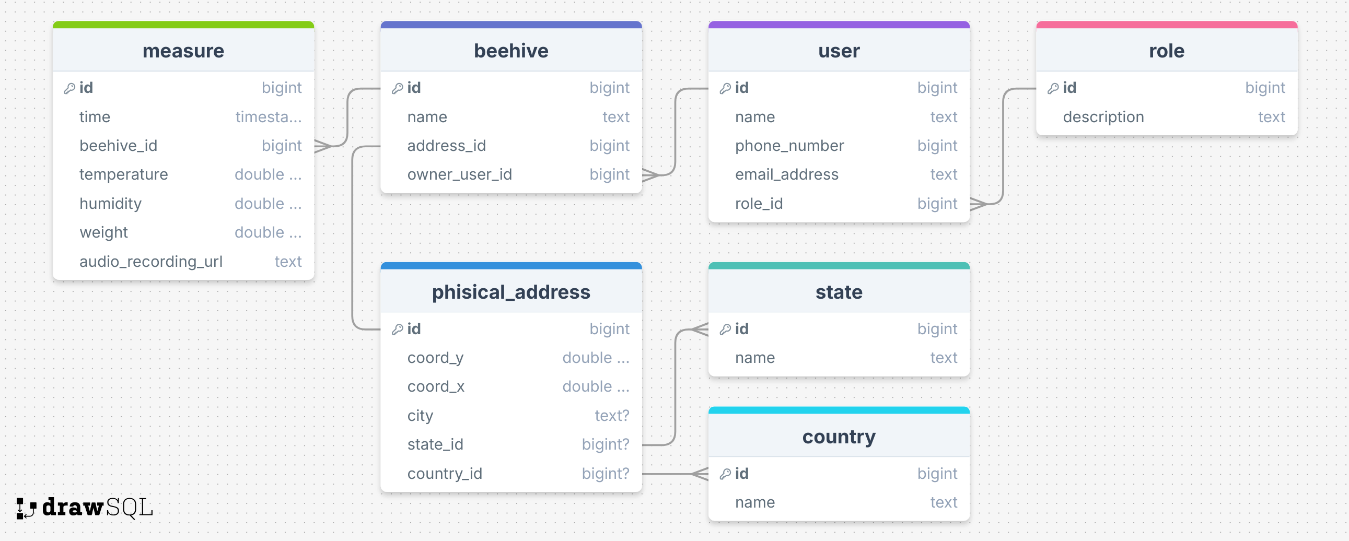 measure
id bigint
time timesta...
beehive_id bigint
temperature double ...
humidity double ...
weight double ...
audio_recording_url text
beehive
id bigint
name text
address_id bigint
owner_user_id bigint
user
id bigint
name text
phone_number bigint
email_address text
role_id bigint
role
id bigint
description text
phisical_address
id bigint
coord_y double ...
coord_x double ...
city text?
state_id bigint?
country_id bigint?
state
id bigint
name text
country
id bigint
name text
drawSQL